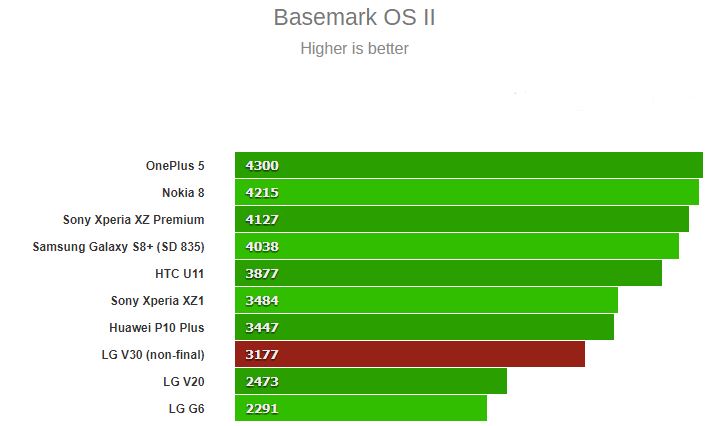 Basemark OS II
Higher is better
OnePlus 5 4300
Nokia 8 4215
Sony Xperia XZ Premium 4127
Samsung Galaxy S8+ (SD 835) 4038
HTC U11 3877
Sony Xperia XZ1 3484
Huawei P10 Plus 3447
LG V30 (non-final) 3177
LG V20 2473
LG G6 2291